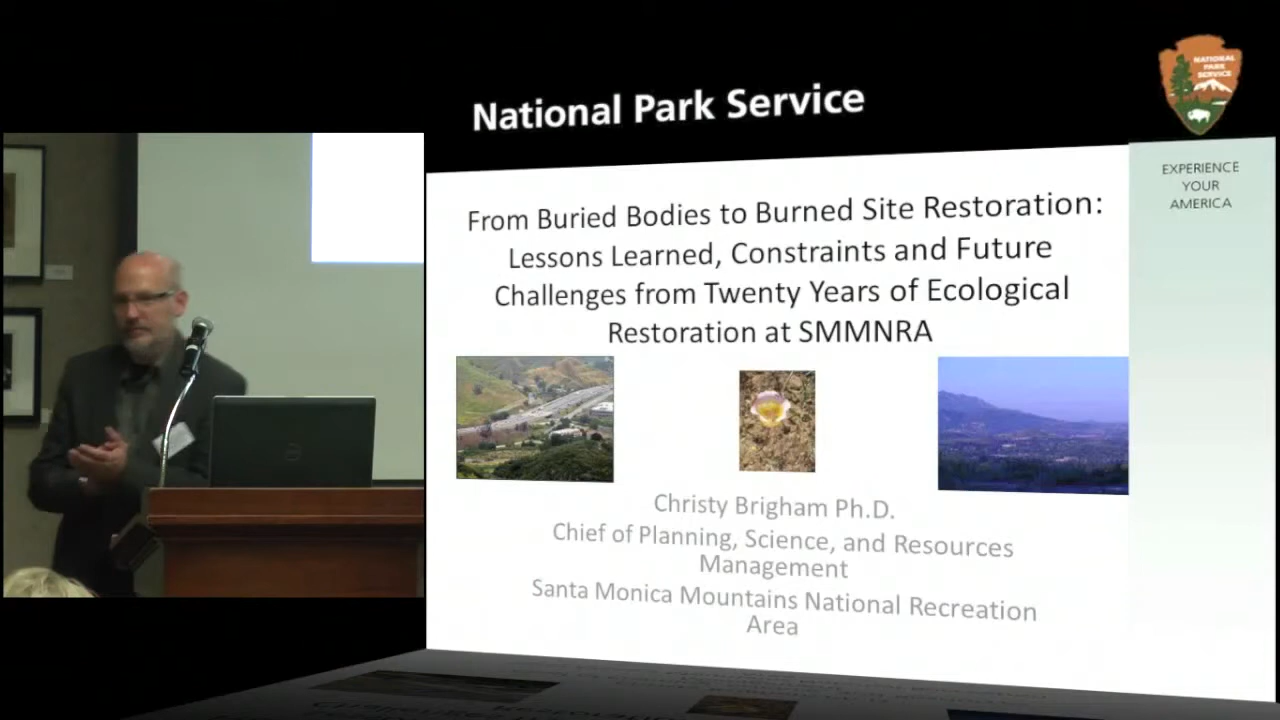 National Park Service
NATIONAL
PARK
SERVICE
EXPERIENCE
YOUR
AMERICA
From Buried Bodies to Burned Site Restoration:
Lessons Learned, Constraints and Future
Challenges from Twenty Years of Ecological
Restoration at SMMNRA
Christy Brigham Ph.D.
Chief of Planning, Science, and Resources
Management
Santa Monica Mountains National Recreation
Area